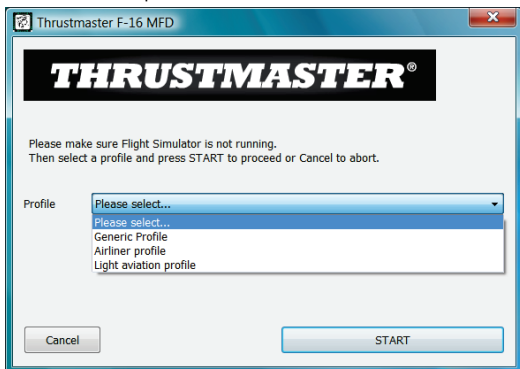 Thrustmaster F-16 MFD
THRUSTMASTER®
Please make sure Flight Simulator is not running.
Then select a profile and press START to proceed or Cancel to abort.
Profile
Please select...
Please select...
Generic Profile
Airliner profile
Light aviation profile
Cancel
START